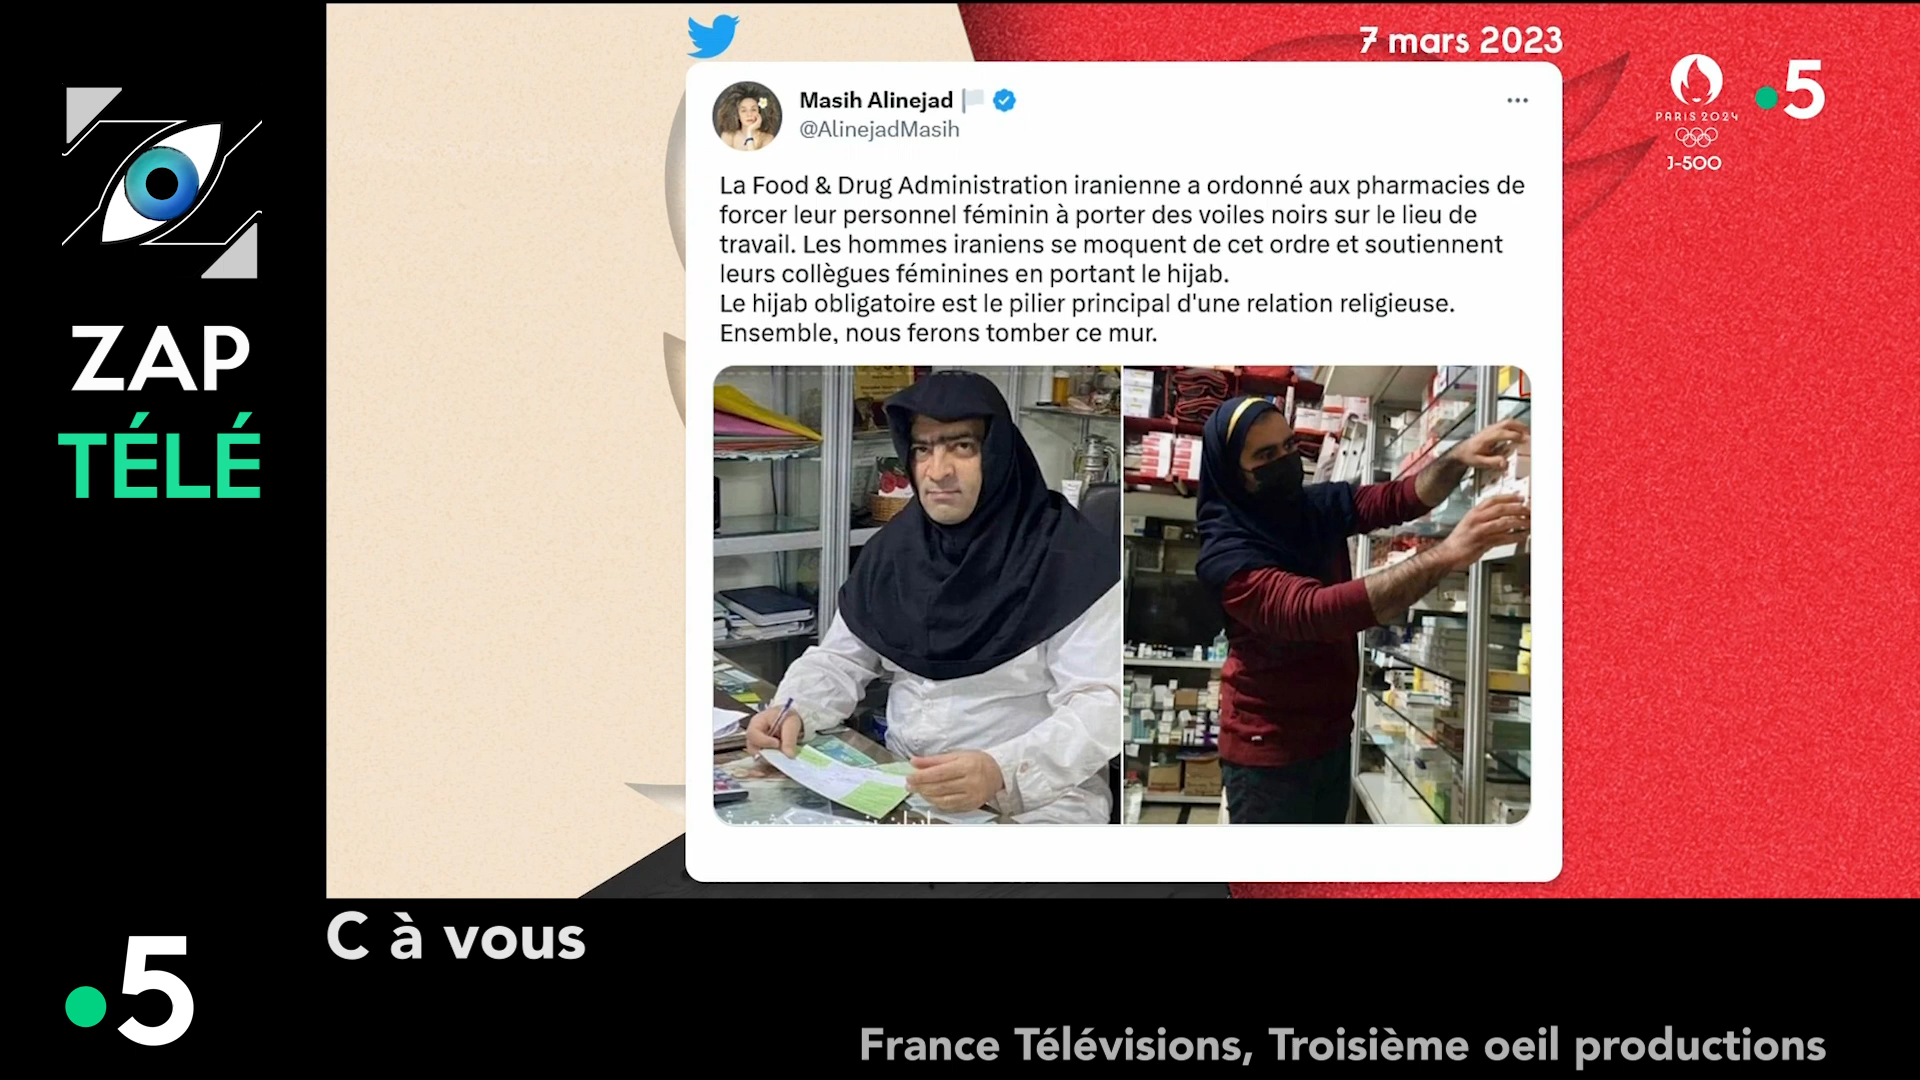 7 mars 2023
Masih Alinejad
@AlinejadMasih
PARIS 2024
J-500
5
La Food & Drug Administration iranienne a ordonné aux pharmacies de
forcer leur personnel féminin à porter des voiles noirs sur le lieu de
travail. Les hommes iraniens se moquent de cet ordre et soutiennent
leurs collègues féminines en portant le hijab.
Le hijab obligatoire est le pilier principal d'une relation religieuse.
Ensemble, nous ferons tomber ce mur.
ZAP
TÉLÉ
C à vous
5
France Télévisions, Troisième oeil productions